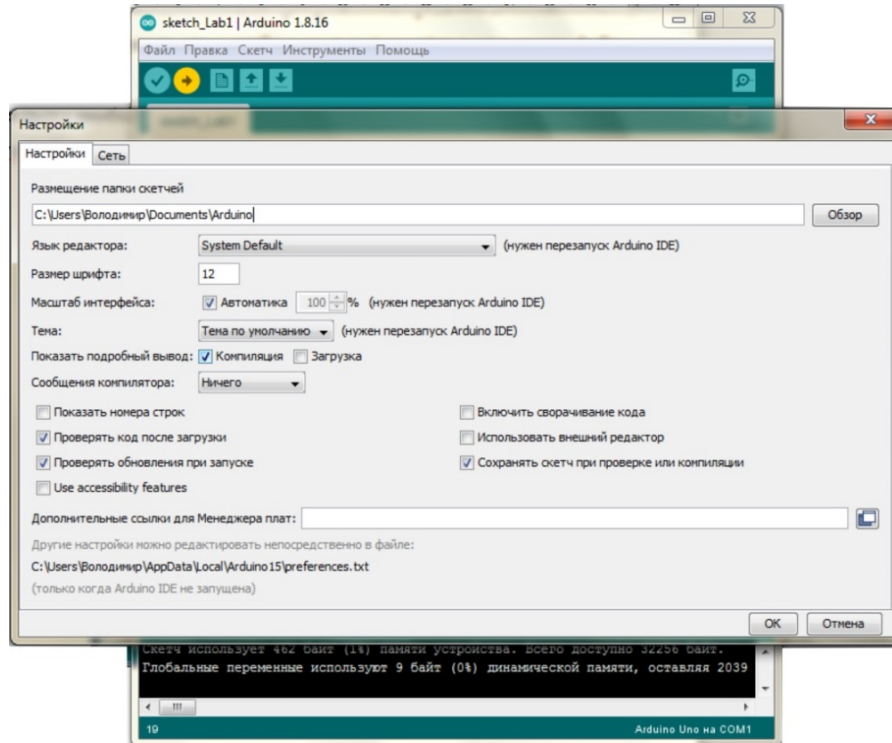 sketch_Lab1 | Arduino 1.8.16
Файл Правка Скетч Инструменты Помощь
Настройки
Настройки Сеть
Размещение папки скетчей
C:\Users\Володимир\Documents\Arduino Обзор
Язык редактора: System Default (нужен перезапуск Arduino IDE)
Размер шрифта: 12
Масштаб интерфейса: Автоматика 100 % (нужен перезапуск Arduino IDE)
Тема: Тема по умолчанию (нужен перезапуск Arduino IDE)
Показать подробный вывод: Компиляция Загрузка
Сообщения компилятора: Ничего
Показать номера строк Включить сворачивание кода
Проверять код после загрузки Использовать внешний редактор
Проверять обновления при запуске Сохранять скетч при проверке или компиляции
Use accessibility features
Дополнительные ссылки для Менеджера плат:
Другие настройки можно редактировать непосредственно в файле:
C:\Users\Володимир\AppData\Local\Arduino15\preferences.txt
(только когда Arduino IDE не запущена)
OK Отмена
Скетч использует 462 байт (1%) памяти устройства. Всего доступно 32256 байт.
Глобальные переменные используют 9 байт (0%) динамической памяти, оставляя 2039
19 Arduino Uno на COM1